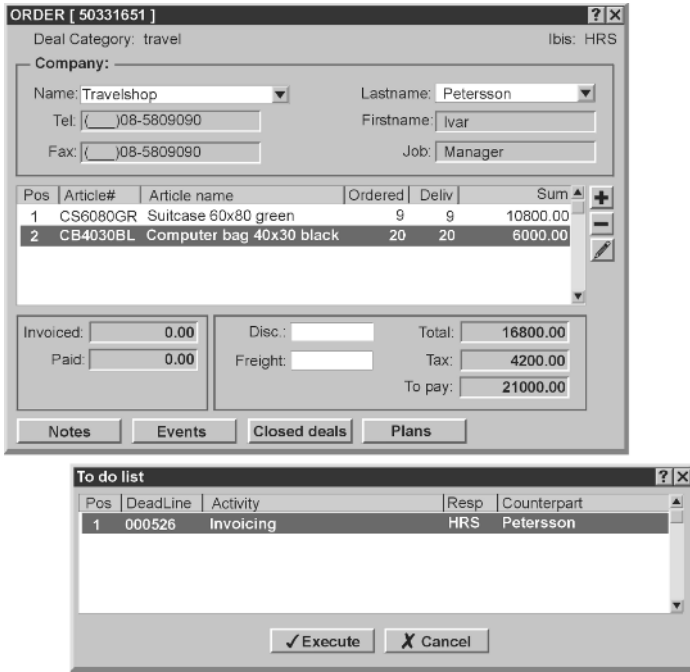 ORDER [ 50331651 ] ? X
Deal Category: travel Ibis: HRS
Company:
Name: Travelshop Lastname: Petersson
Tel: (___)08-5809090 Firstname: Ivar
Fax: (___)08-5809090 Job: Manager
Pos Article# Article name Ordered Deliv Sum
1 CS6080GR Suitcase 60x80 green 9 9 10800.00
2 CB4030BL Computer bag 40x30 black 20 20 6000.00
Invoiced: 0.00 Disc.: Total: 16800.00
Paid: 0.00 Freight: Tax: 4200.00
To pay: 21000.00
Notes Events Closed deals Plans
To do list ? X
Pos DeadLine Activity Resp Counterpart
1 000526 Invoicing HRS Petersson
✓Execute ✗ Cancel